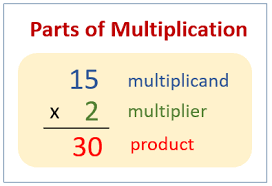 Parts of Multiplication
15 multiplicand
x 2 multiplier
30 product